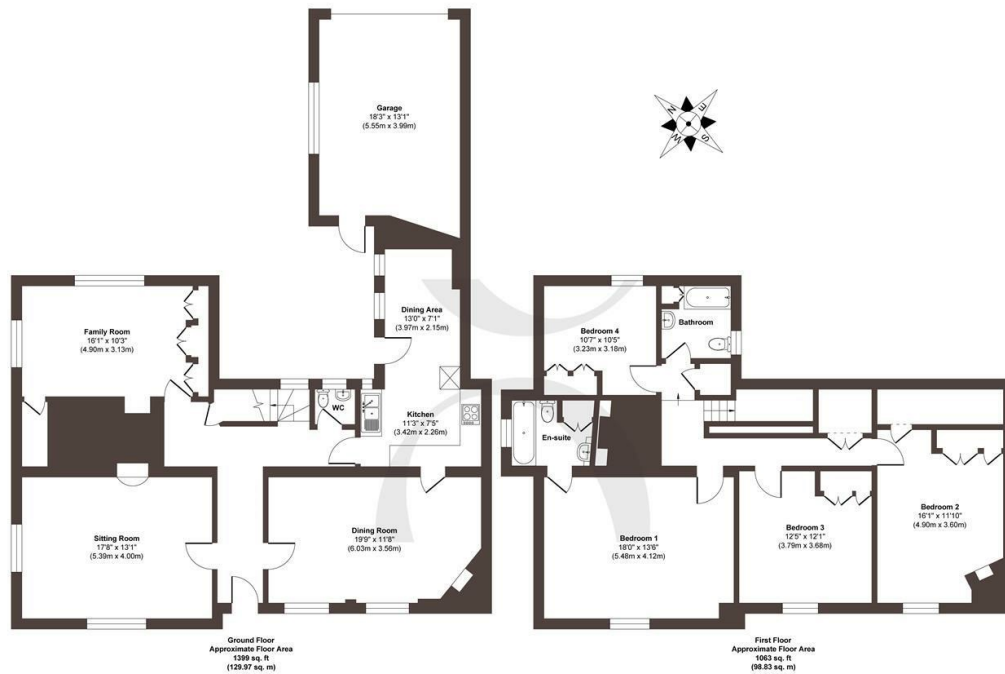 Garage
18'3" x 13'1"
(5.55m x 3.99m)
N
E
S
W
Dining Area
13'0" x 7'1"
(3.97m x 2.15m)
Family Room
16'1" x 10'3"
(4.90m x 3.13m)
WC
Kitchen
11'3" x 7'5"
(3.42m x 2.26m)
Sitting Room
17'8" x 13'1"
(5.39m x 4.00m)
Dining Room
19'9" x 11'8"
(6.03m x 3.56m)
Ground Floor
Approximate Floor Area
1399 sq. ft
(129.97 sq. m)
Bedroom 4
10'7" x 10'5"
(3.23m x 3.18m)
Bathroom
En-suite
Bedroom 1
18'0" x 13'6"
(5.48m x 4.12m)
Bedroom 3
12'5" x 12'1"
(3.79m x 3.68m)
Bedroom 2
16'1" x 11'10"
(4.90m x 3.60m)
First Floor
Approximate Floor Area
1063 sq. ft
(98.83 sq. m)